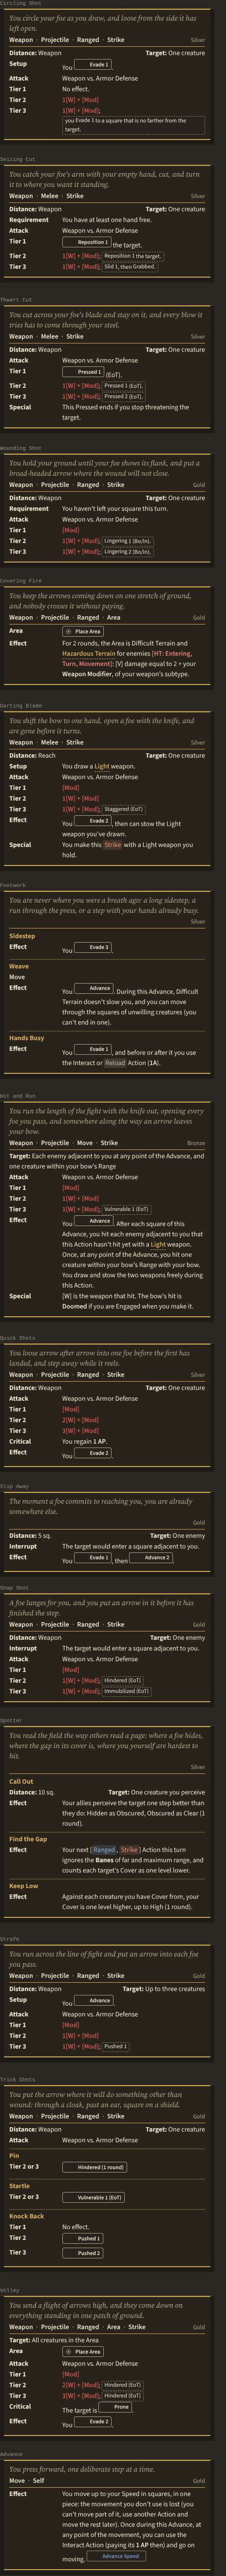 Circling Shot
You circle your foe as you draw, and loose from the side it has
left open.
Weapon · Projectile · Ranged · Strike Silver
Distance: Weapon Target: One creature
Setup You Evade 1
Attack Weapon vs. Armor Defense
Tier 1 No effect.
Tier 2 1[W] + [Mod]
Tier 3 1[W] + [Mod];
you Evade 1 to a square that is no farther from the
target.
Seizing Cut
You catch your foe's arm with your empty hand, cut, and turn
it to where you want it standing.
Weapon · Melee · Strike Silver
Distance: Weapon Target: One creature
Requirement You have at least one hand free.
Attack Weapon vs. Armor Defense
Tier 1 Reposition 1 the target.
Tier 2 1[W] + [Mod]; Reposition 1 the target.
Tier 3 1[W] + [Mod]; Slid 1, then Grabbed.
Thwart Cut
You cut across your foe's blade and stay on it, and every blow it
tries has to come through your steel.
Weapon · Melee · Strike Silver
Distance: Weapon Target: One creature
Attack Weapon vs. Armor Defense
Tier 1 Pressed 1 (EoT).
Tier 2 1[W] + [Mod]; Pressed 1 (EoT).
Tier 3 1[W] + [Mod]; Pressed 2 (EoT).
Special This Pressed ends if you stop threatening the
target.
Wounding Shot
You hold your ground until your foe shows its flank, and put a
broad-headed arrow where the wound will not close.
Weapon · Projectile · Ranged · Strike Gold
Distance: Weapon Target: One creature
Requirement You haven't left your square this turn.
Attack Weapon vs. Armor Defense
Tier 1 [Mod]
Tier 2 1[W] + [Mod]; Lingering 1 (Bo/In).
Tier 3 1[W] + [Mod]; Lingering 2 (Bo/In).
Covering Fire
You keep the arrows coming down on one stretch of ground,
and nobody crosses it without paying.
Weapon · Projectile · Ranged · Area Gold
Area Place Area
Effect For 2 rounds, the Area is Difficult Terrain and
Hazardous Terrain for enemies [HT: Entering,
Turn, Movement]: [V] damage equal to 2 + your
Weapon Modifier, of your weapon's subtype.
Darting Blade
You shift the bow to one hand, open a foe with the knife, and
are gone before it turns.
Weapon · Melee · Strike Silver
Distance: Reach Target: One creature
Setup You draw a Light weapon.
Attack Weapon vs. Armor Defense
Tier 1 [Mod]
Tier 2 1[W] + [Mod]
Tier 3 1[W] + [Mod]; Staggered (EoT)
Effect You Evade 2, then can stow the Light
weapon you've drawn.
Special You make this Strike with a Light weapon you
hold.
Footwork
You are never where you were a breath ago: a long sidestep, a
run through the press, or a step with your hands already busy.
Silver
Sidestep
Effect You Evade 3.
Weave
Move
Effect You Advance. During this Advance, Difficult
Terrain doesn't slow you, and you can move
through the squares of unwilling creatures (you
can't end in one).
Hands Busy
Effect You Evade 1, and before or after it you use
the Interact or Reload Action (1A).
Hit and Run
You run the length of the fight with the knife out, opening every
foe you pass, and somewhere along the way an arrow leaves
your bow.
Weapon · Projectile · Move · Strike Bronze
Target: Each enemy adjacent to you at any point of the Advance, and
one creature within your bow's Range
Attack Weapon vs. Armor Defense
Tier 1 [Mod]
Tier 2 1[W] + [Mod]
Tier 3 1[W] + [Mod]; Vulnerable 1 (EoT)
Effect You Advance. After each square of this
Advance, you hit each enemy adjacent to you that
this Action hasn't hit yet with a Light weapon.
Once, at any point of the Advance, you hit one
creature within your bow's Range with your bow.
You draw and stow the two weapons freely during
this Action.
Special [W] is the weapon that hit. The bow's hit is
Doomed if you are Engaged when you make it.
Quick Shots
You loose arrow after arrow into one foe before the first has
landed, and step away while it reels.
Weapon · Projectile · Ranged · Strike Silver
Distance: Weapon Target: One creature
Attack Weapon vs. Armor Defense
Tier 1 [Mod]
Tier 2 2[W] + [Mod]
Tier 3 3[W] + [Mod]
Critical You regain 1 AP.
Effect You Evade 2.
Slip Away
The moment a foe commits to reaching you, you are already
somewhere else.
Gold
Distance: 5 sq. Target: One enemy
Interrupt The target would enter a square adjacent to you.
Effect You Evade 1, then Advance 2.
Snap Shot
A foe lunges for you, and you put an arrow in it before it has
finished the step.
Weapon · Projectile · Ranged · Strike Gold
Distance: Weapon Target: One enemy
Interrupt The target would enter a square adjacent to you.
Attack Weapon vs. Armor Defense
Tier 1 [Mod]
Tier 2 1[W] + [Mod]; Hindered (EoT)
Tier 3 1[W] + [Mod]; Immobilized (EoT)
Spotter
You read the field the way others read a page: where a foe hides,
where the gap in its cover is, where you yourself are hardest to
hit.
Silver
Call Out
Distance: 10 sq. Target: One creature you perceive
Effect Your allies perceive the target one step better than
they do: Hidden as Obscured, Obscured as Clear (1
round).
Find the Gap
Effect Your next [Ranged, Strike] Action this turn
ignores the Banes of far and maximum range, and
counts each target's Cover as one level lower.
Keep Low
Effect Against each creature you have Cover from, your
Cover is one level higher, up to High (1 round).
Strafe
You run across the line of fight and put an arrow into each foe
you pass.
Weapon · Projectile · Ranged · Strike Silver
Distance: Weapon Target: Up to three creatures
Setup You Advance.
Attack Weapon vs. Armor Defense
Tier 1 [Mod]
Tier 2 1[W] + [Mod]
Tier 3 1[W] + [Mod]; Pushed 1
Trick Shots
You put the arrow where it will do something other than
wound: through a cloak, past an ear, square on a shield.
Weapon · Projectile · Ranged · Strike Gold
Distance: Weapon Target: One creature
Attack Weapon vs. Armor Defense
Pin
Tier 2 or 3 Hindered (1 round)
Startle
Tier 2 or 3 Vulnerable 1 (EoT)
Knock Back
Tier 1 No effect.
Tier 2 Pushed 1
Tier 3 Pushed 2
Volley
You send a flight of arrows high, and they come down on
everything standing in one patch of ground.
Weapon · Projectile · Ranged · Area · Strike Gold
Target: All creatures in the Area
Area Place Area
Attack Weapon vs. Armor Defense
Tier 1 [Mod]
Tier 2 2[W] + [Mod]; Hindered (EoT)
Tier 3 3[W] + [Mod]; Hindered (EoT)
Critical The target is Prone.
Effect You Evade 2.
Advance
You press forward, one deliberate step at a time.
Move · Self Gold
Effect You move up to your Speed in squares, in one
piece: the movement you don't use is lost (you
can't move part of it, use another Action and
move the rest later). Once during this Advance, at
any point of the movement, you can use the
Interact Action (paying its 1 AP then) and go on
moving. Advance Speed